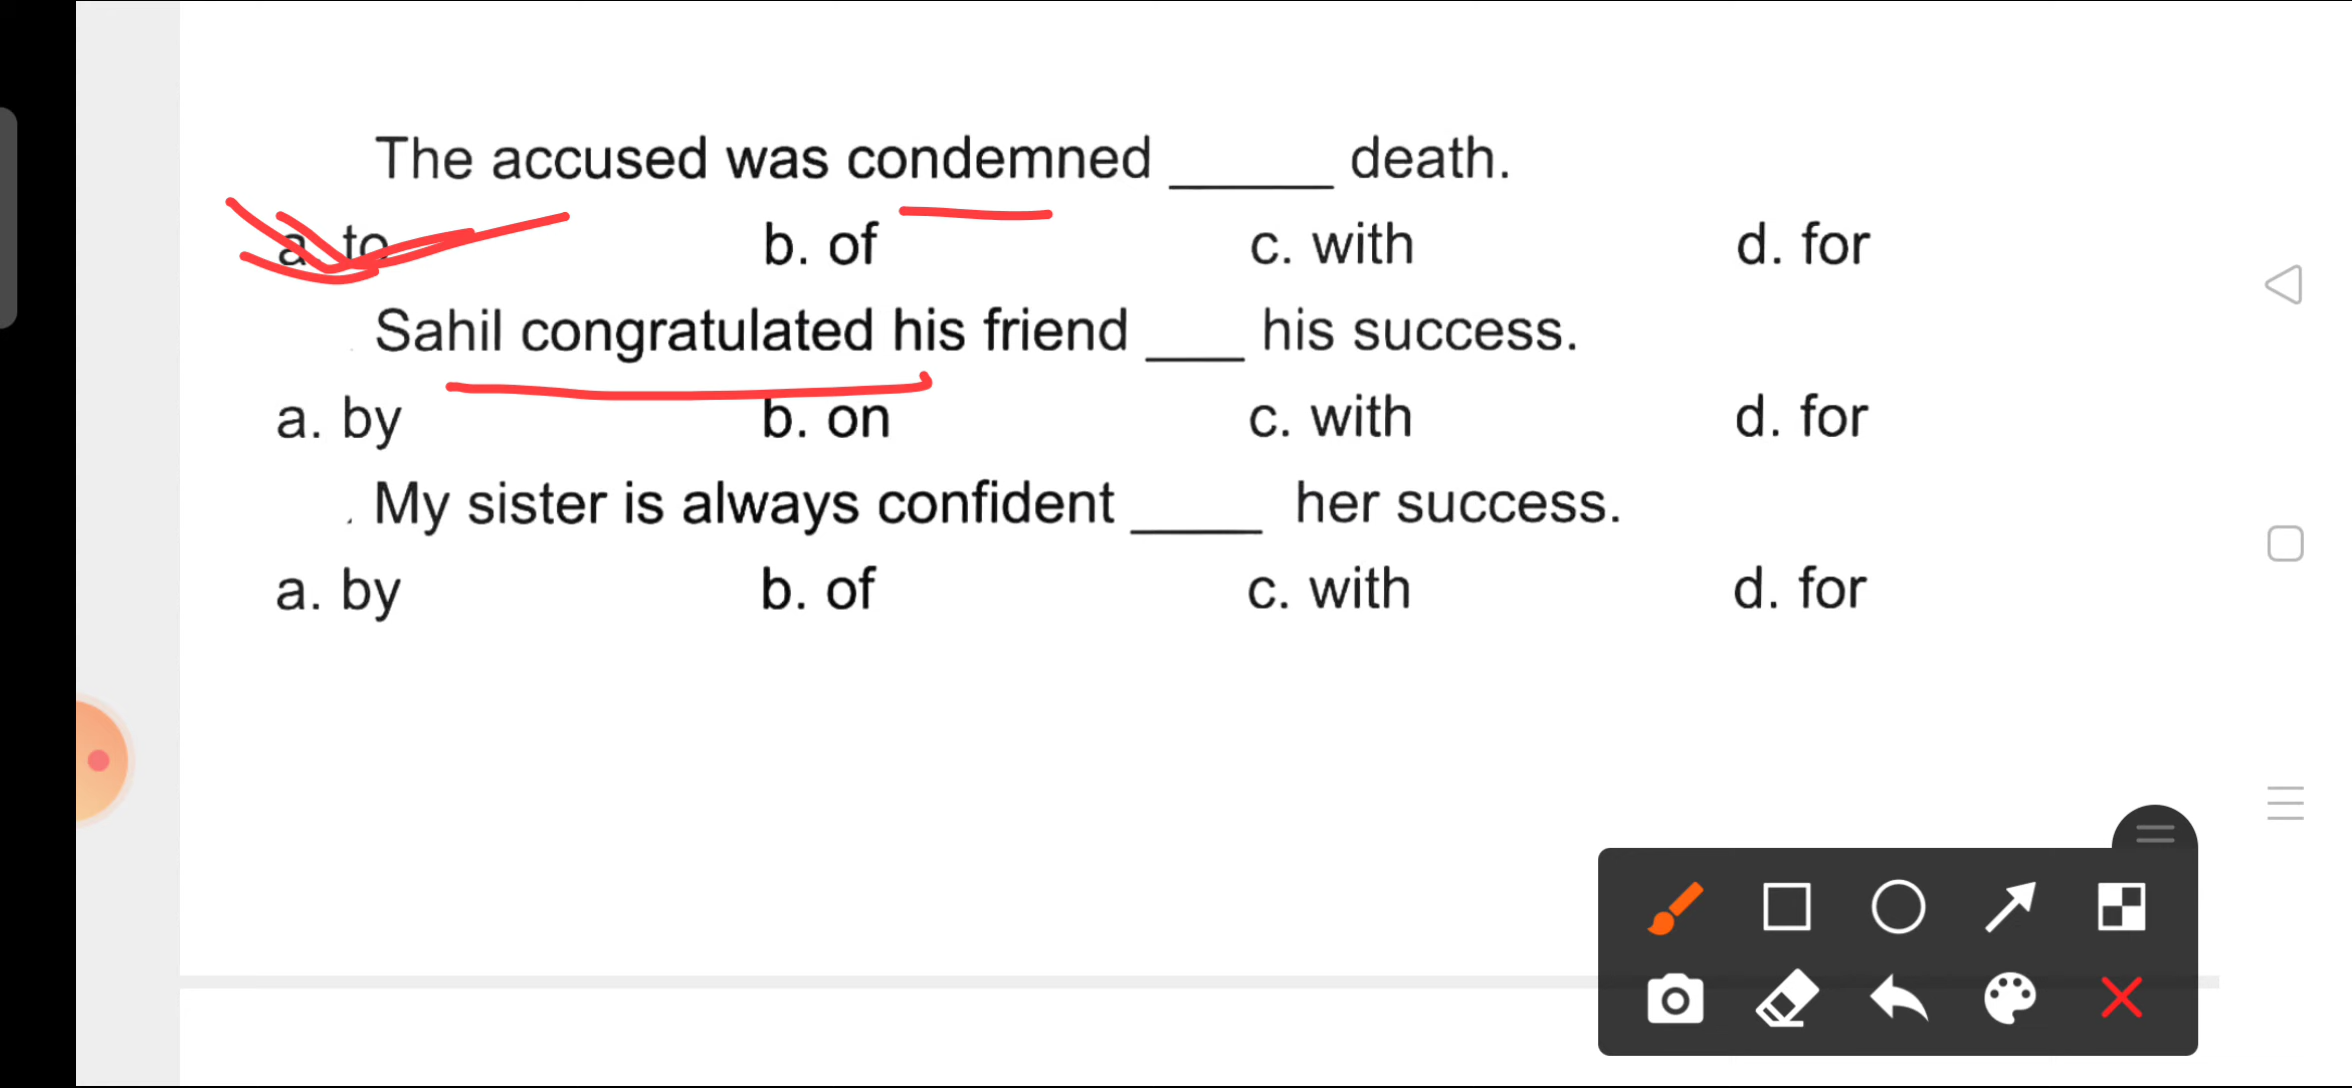 The accused was condemned ______ death.
a. to b. of c. with d. for
Sahil congratulated his friend ____ his success.
a. by b. on c. with d. for
. My sister is always confident _____ her success.
a. by b. of c. with d. for